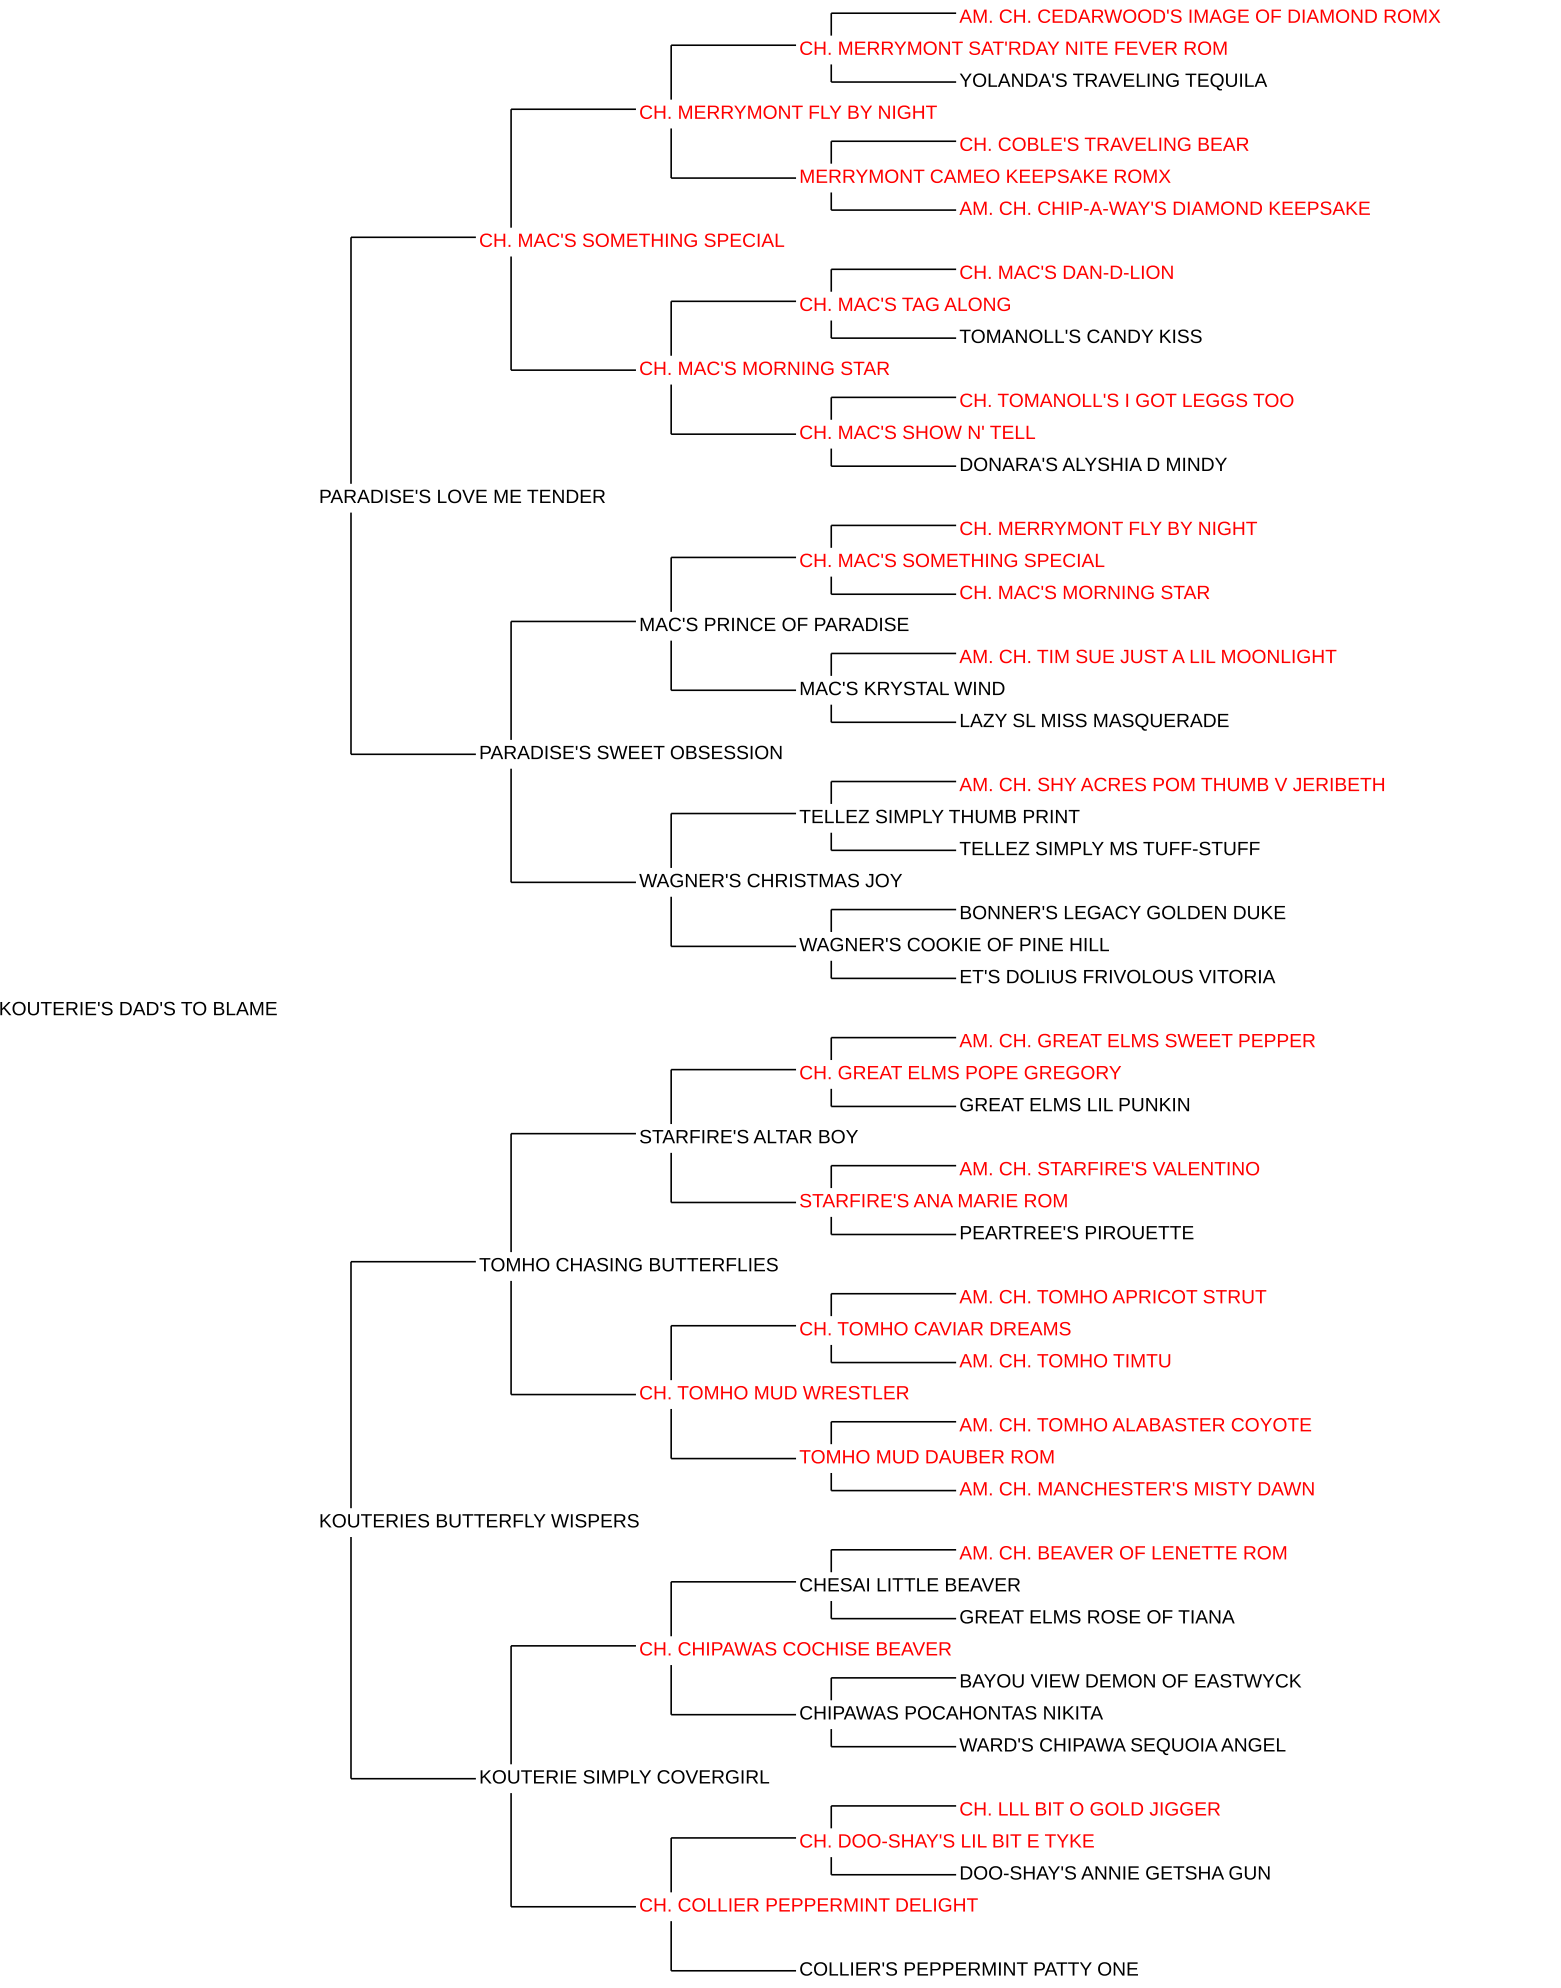 AM. CH. CEDARWOOD'S IMAGE OF DIAMOND ROMX
CH. MERRYMONT SAT'RDAY NITE FEVER ROM
YOLANDA'S TRAVELING TEQUILA
CH. MERRYMONT FLY BY NIGHT
CH. COBLE'S TRAVELING BEAR
MERRYMONT CAMEO KEEPSAKE ROMX
AM. CH. CHIP-A-WAY'S DIAMOND KEEPSAKE
CH. MAC'S SOMETHING SPECIAL
CH. MAC'S DAN-D-LION
CH. MAC'S TAG ALONG
TOMANOLL'S CANDY KISS
CH. MAC'S MORNING STAR
CH. TOMANOLL'S I GOT LEGGS TOO
CH. MAC'S SHOW N' TELL
DONARA'S ALYSHIA D MINDY
PARADISE'S LOVE ME TENDER
CH. MERRYMONT FLY BY NIGHT
CH. MAC'S SOMETHING SPECIAL
CH. MAC'S MORNING STAR
MAC'S PRINCE OF PARADISE
AM. CH. TIM SUE JUST A LIL MOONLIGHT
MAC'S KRYSTAL WIND
LAZY SL MISS MASQUERADE
PARADISE'S SWEET OBSESSION
AM. CH. SHY ACRES POM THUMB V JERIBETH
TELLEZ SIMPLY THUMB PRINT
TELLEZ SIMPLY MS TUFF-STUFF
WAGNER'S CHRISTMAS JOY
BONNER'S LEGACY GOLDEN DUKE
WAGNER'S COOKIE OF PINE HILL
ET'S DOLIUS FRIVOLOUS VITORIA
KOUTERIE'S DAD'S TO BLAME
AM. CH. GREAT ELMS SWEET PEPPER
CH. GREAT ELMS POPE GREGORY
GREAT ELMS LIL PUNKIN
STARFIRE'S ALTAR BOY
AM. CH. STARFIRE'S VALENTINO
STARFIRE'S ANA MARIE ROM
PEARTREE'S PIROUETTE
TOMHO CHASING BUTTERFLIES
AM. CH. TOMHO APRICOT STRUT
CH. TOMHO CAVIAR DREAMS
AM. CH. TOMHO TIMTU
CH. TOMHO MUD WRESTLER
AM. CH. TOMHO ALABASTER COYOTE
TOMHO MUD DAUBER ROM
AM. CH. MANCHESTER'S MISTY DAWN
KOUTERIES BUTTERFLY WISPERS
AM. CH. BEAVER OF LENETTE ROM
CHESAI LITTLE BEAVER
GREAT ELMS ROSE OF TIANA
CH. CHIPAWAS COCHISE BEAVER
BAYOU VIEW DEMON OF EASTWYCK
CHIPAWAS POCAHONTAS NIKITA
WARD'S CHIPAWA SEQUOIA ANGEL
KOUTERIE SIMPLY COVERGIRL
CH. LLL BIT O GOLD JIGGER
CH. DOO-SHAY'S LIL BIT E TYKE
DOO-SHAY'S ANNIE GETSHA GUN
CH. COLLIER PEPPERMINT DELIGHT
COLLIER'S PEPPERMINT PATTY ONE